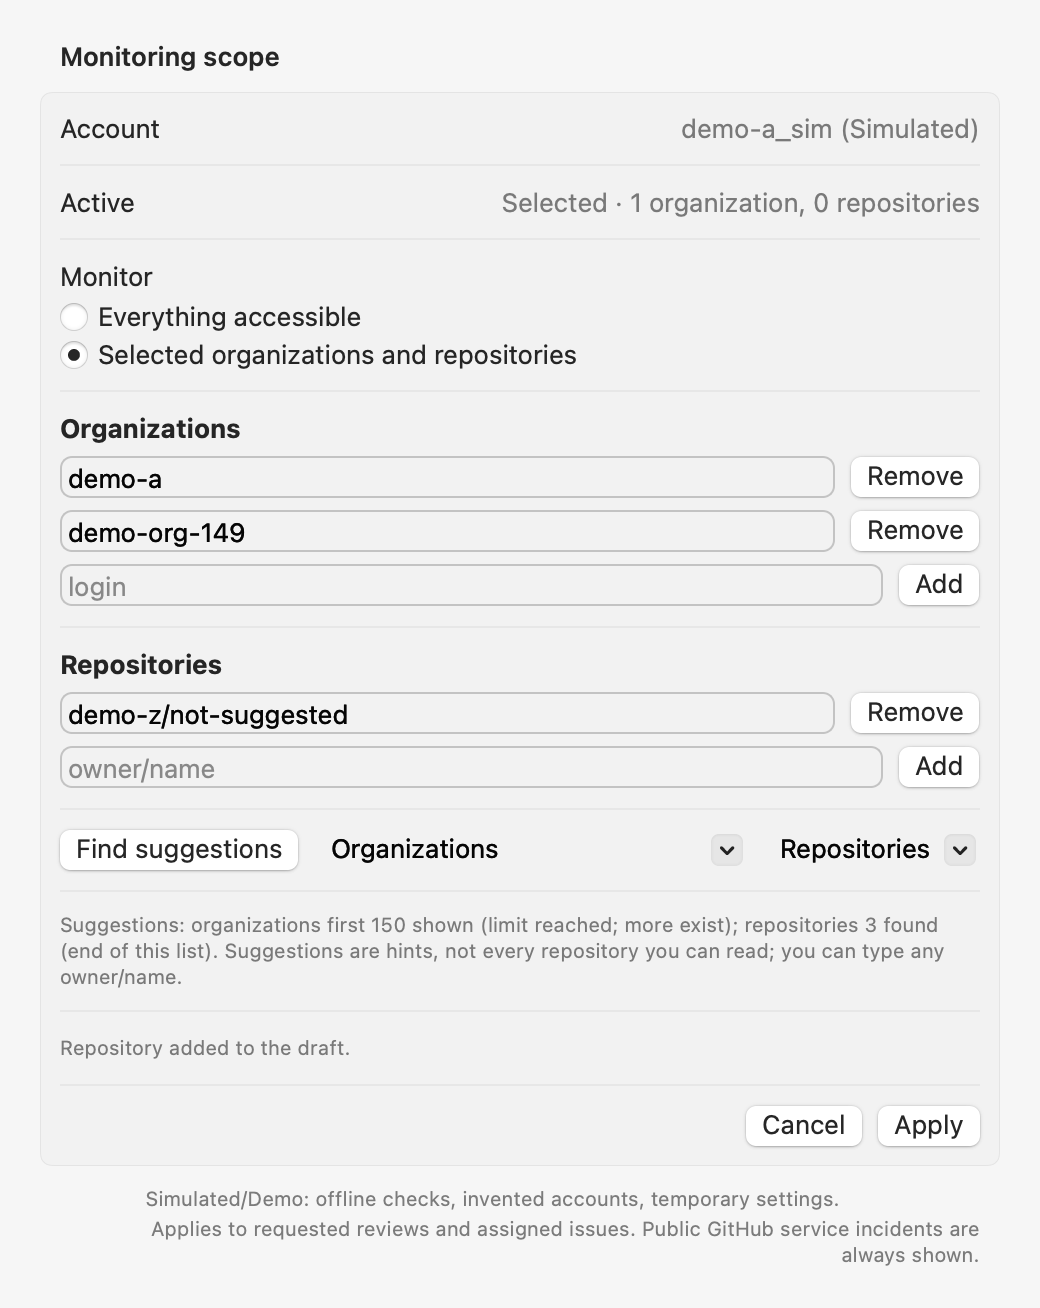 Monitoring scope
Account demo-a_sim (Simulated)
Active Selected · 1 organization, 0 repositories
Monitor
Everything accessible
Selected organizations and repositories
Organizations
demo-a Remove
demo-org-149 Remove
login Add
Repositories
demo-z/not-suggested Remove
owner/name Add
Find suggestions Organizations Repositories
Suggestions: organizations first 150 shown (limit reached; more exist); repositories 3 found
(end of this list). Suggestions are hints, not every repository you can read; you can type any
owner/name.
Repository added to the draft.
Cancel Apply
Simulated/Demo: offline checks, invented accounts, temporary settings.
Applies to requested reviews and assigned issues. Public GitHub service incidents are
always shown.